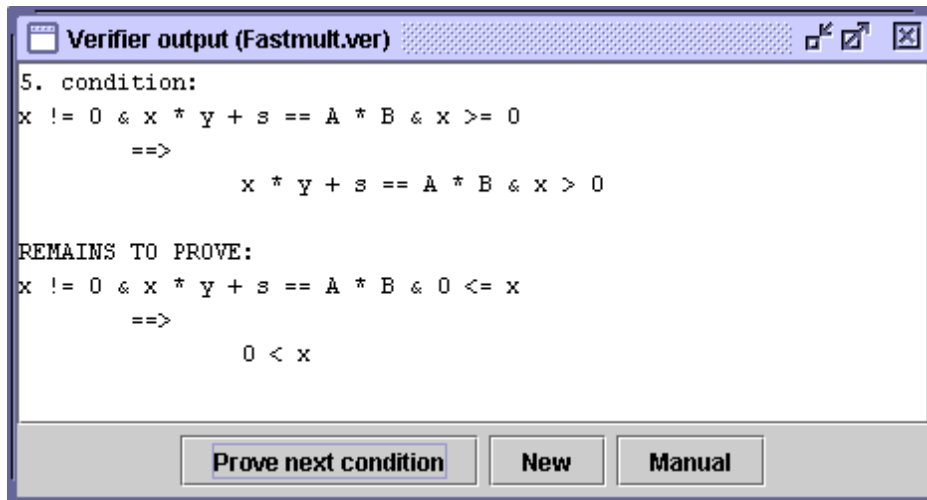 Verifier output (Fastmult.ver)
5. condition:
x != 0 & x * y + s == A * B & x >= 0
==>
x * y + s == A * B & x > 0
REMAINS TO PROVE:
x != 0 & x * y + s == A * B & 0 <= x
==>
0 < x
Prove next condition New Manual